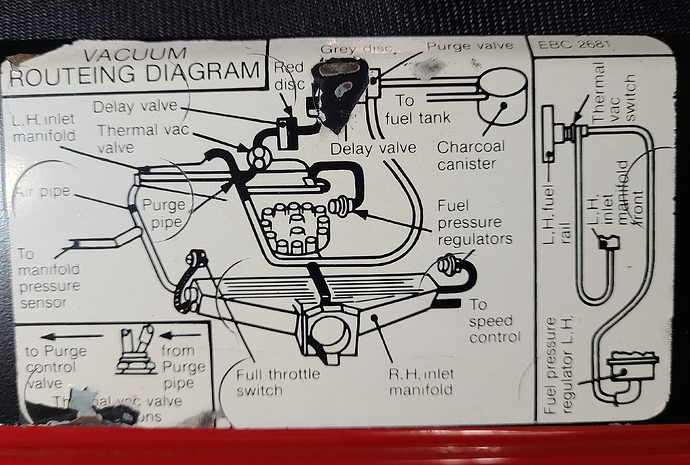 VACUUM
ROUTEING DIAGRAM
Grey disc
Purge valve
EBC 2681
Red
disc
Delay valve
To
fuel tank
L.H. inlet
manifold
Thermal vac
valve
Delay valve
Charcoal
canister
Air pipe
Purge
pipe
Fuel
pressure
regulators
To
manifold
pressure
sensor
To
speed
control
Full throttle
switch
R.H. inlet
manifold
to Purge
control
valve
from
Purge
pipe
vac valve
Thermal
vac
switch
L.H. fuel
rail
L.H.
inlet
manifold
front
Fuel pressure
regulator L.H.